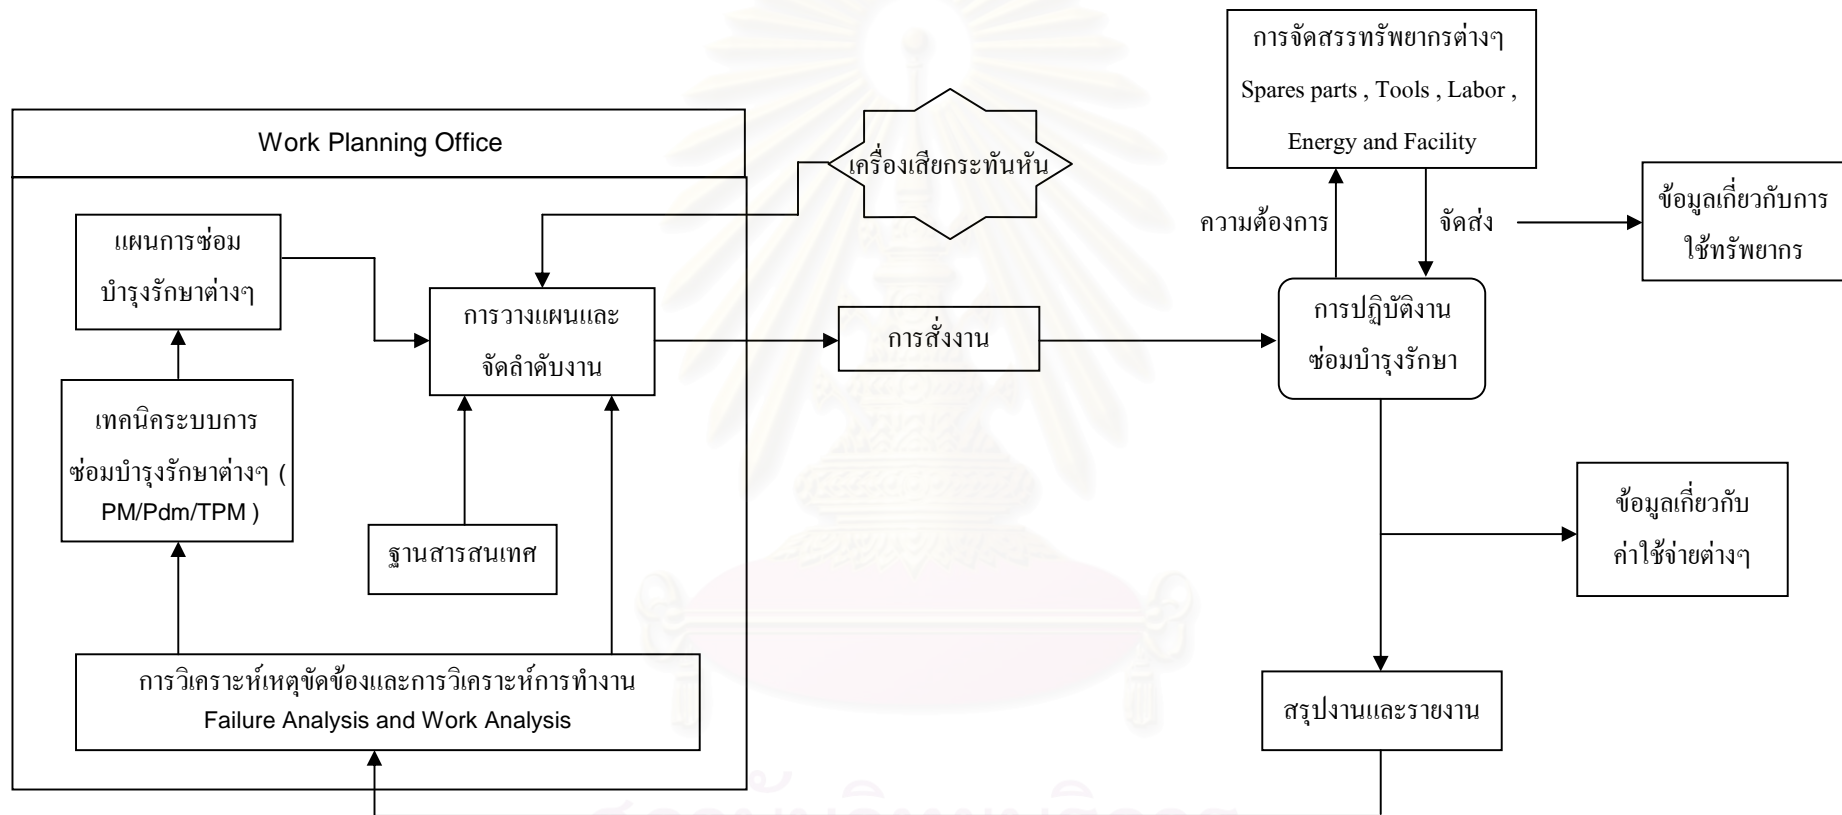 Work Planning Office
แผนการซ่อม
บำรุงรักษาต่างๆ
เทคนิคระบบการ
ซ่อมบำรุงรักษาต่างๆ (
PM/Pdm/TPM )
การวางแผนและ
จัดลำดับงาน
ฐานสารสนเทศ
การวิเคราะห์เหตุขัดข้องและการวิเคราะห์การทำงาน
Failure Analysis and Work Analysis
เครื่องเสียกระทันหัน
การสั่งงาน
การจัดสรรทรัพยากรต่างๆ
Spares parts , Tools , Labor ,
Energy and Facility
ความต้องการ
จัดส่ง
ข้อมูลเกี่ยวกับการ
ใช้ทรัพยากร
การปฏิบัติงาน
ซ่อมบำรุงรักษา
ข้อมูลเกี่ยวกับ
ค่าใช้จ่ายต่างๆ
สรุปงานและรายงาน